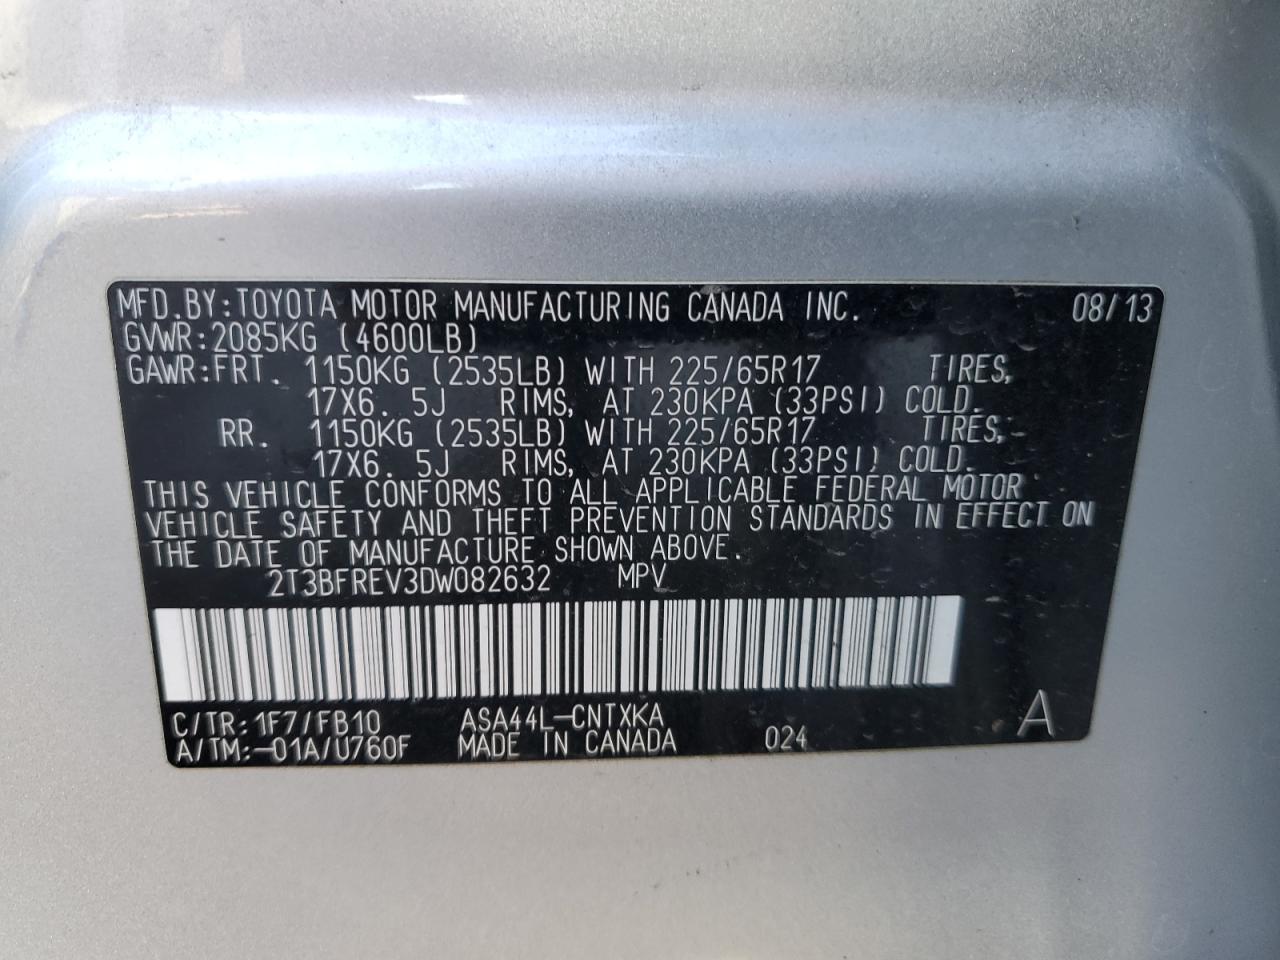 MFD.BY:TOYOTA MOTOR MANUFACTURING CANADA INC. 08/13
GVWR:2085KG (4600LB)
GAWR:FRT. 1150KG (2535LB) WITH 225/65R17 TIRES,
17X6. 5J RIMS, AT 230KPA (33PSI) COLD.
RR. 1150KG (2535LB) WITH 225/65R17 TIRES,
17X6. 5J RIMS, AT 230KPA (33PSI) COLD.
THIS VEHICLE CONFORMS TO ALL APPLICABLE FEDERAL MOTOR
VEHICLE SAFETY AND THEFT PREVENTION STANDARDS IN EFFECT ON
THE DATE OF MANUFACTURE SHOWN ABOVE.
2T3BFREV3DW082632 MPV
C/TR:1F7/FB10 ASA44L-CNTXKA
A/TM:-01A/U760F MADE IN CANADA 024 A